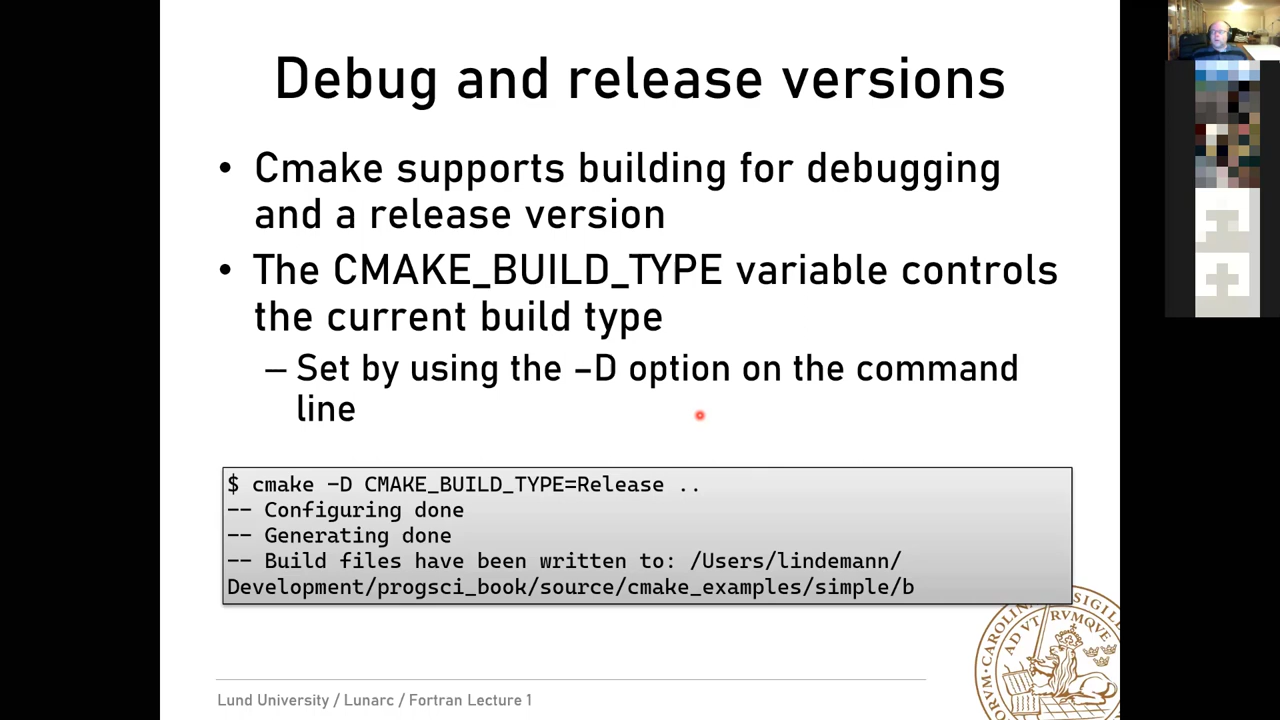 Debug and release versions
• Cmake supports building for debugging
and a release version
• The CMAKE_BUILD_TYPE variable controls
the current build type
– Set by using the –D option on the command
line
$ cmake -D CMAKE_BUILD_TYPE=Release ..
-- Configuring done
-- Generating done
-- Build files have been written to: /Users/lindemann/
Development/progsci_book/source/cmake_examples/simple/b
Lund University / Lunarc / Fortran Lecture 1
AD VTRVMQVE